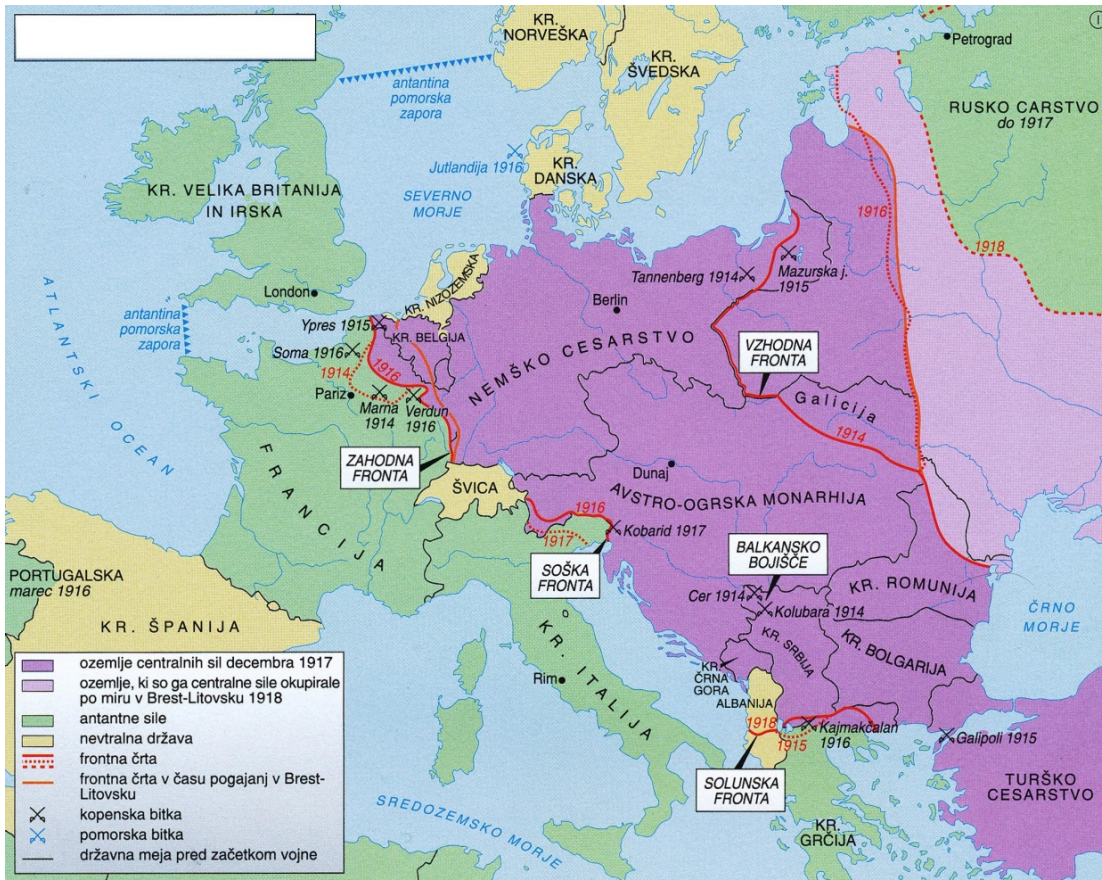 KR.
NORVEŠKA
KR.
ŠVEDSKA
Petrograd
antantina
pomorska
zapora
RUSKO CARSTVO
do 1917
Jutlandija 1916
KR.
DANSKA
KR. VELIKA BRITANIJA
IN IRSKA
SEVERNO
MORJE
1916
1918
ATLANTSKI OCEAN
KR. NIZOZEMSKA
Tannenberg 1914
Mazurska j.
1915
London
Berlin
antantina
pomorska
zapora
Ypres 1915
KR. BELGIJA
NEMŠKO CESARSTVO
VZHODNA
FRONTA
Soma 1916
1914
1916
Pariz
Marna
1914
Verdun
1916
Galicija
1914
ZAHODNA
FRONTA
FRANCIJA
ŠVICA
Dunaj
AVSTRO-OGRSKA MONARHIJA
1916
1917
Kobarid 1917
SOŠKA
FRONTA
BALKANSKO
BOJIŠČE
PORTUGALSKA
marec 1916
Cer 1914
Kolubara 1914
KR. ROMUNIJA
ČRNO
MORJE
KR. ŠPANIJA
KR. ITALIJA
KR. SRBIJA
KR. BOLGARIJA
KR.
ČRNA
GORA
Rim
ALBANIJA
1918
1915
Kajmakčalan
1916
Galipoli 1915
SOLUNSKA
FRONTA
TURŠKO
CESARSTVO
SREDOZEMSKO MORJE
KR.
GRČIJA
ozemlje centralnih sil decembra 1917
ozemlje, ki so ga centralne sile okupirale
po miru v Brest-Litovsku 1918
antantne sile
nevtralna država
frontna črta
frontna črta v času pogajanj v Brest-
Litovsku
kopenska bitka
pomorska bitka
državna meja pred začetkom vojne